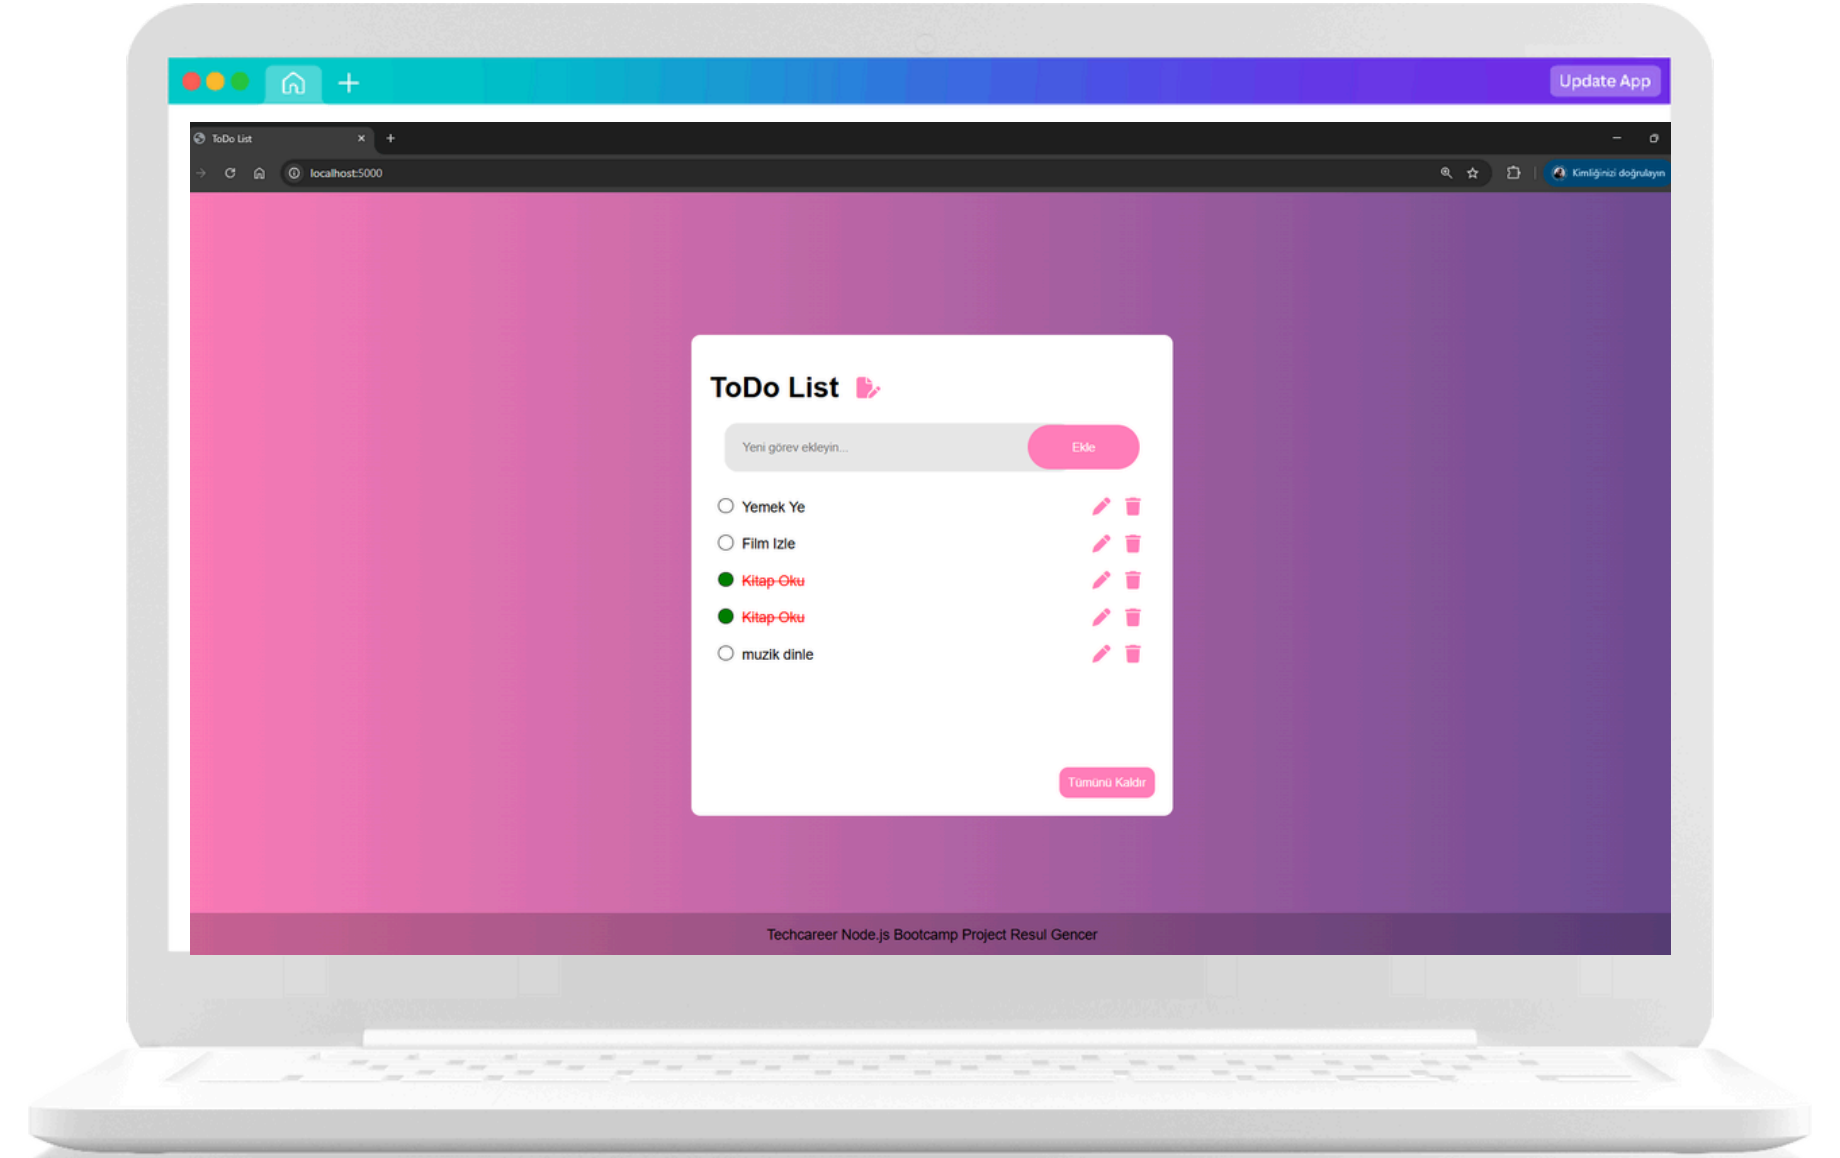 Update App
ToDo List
localhost:5000
Kimliğinizi doğrulayın
ToDo List
Yeni görev ekleyin...
Ekle
Yemek Ye
Film Izle
Kitap Oku
Kitap Oku
muzik dinle
Tümünü Kaldır
Techcareer Node.js Bootcamp Project Resul Gencer